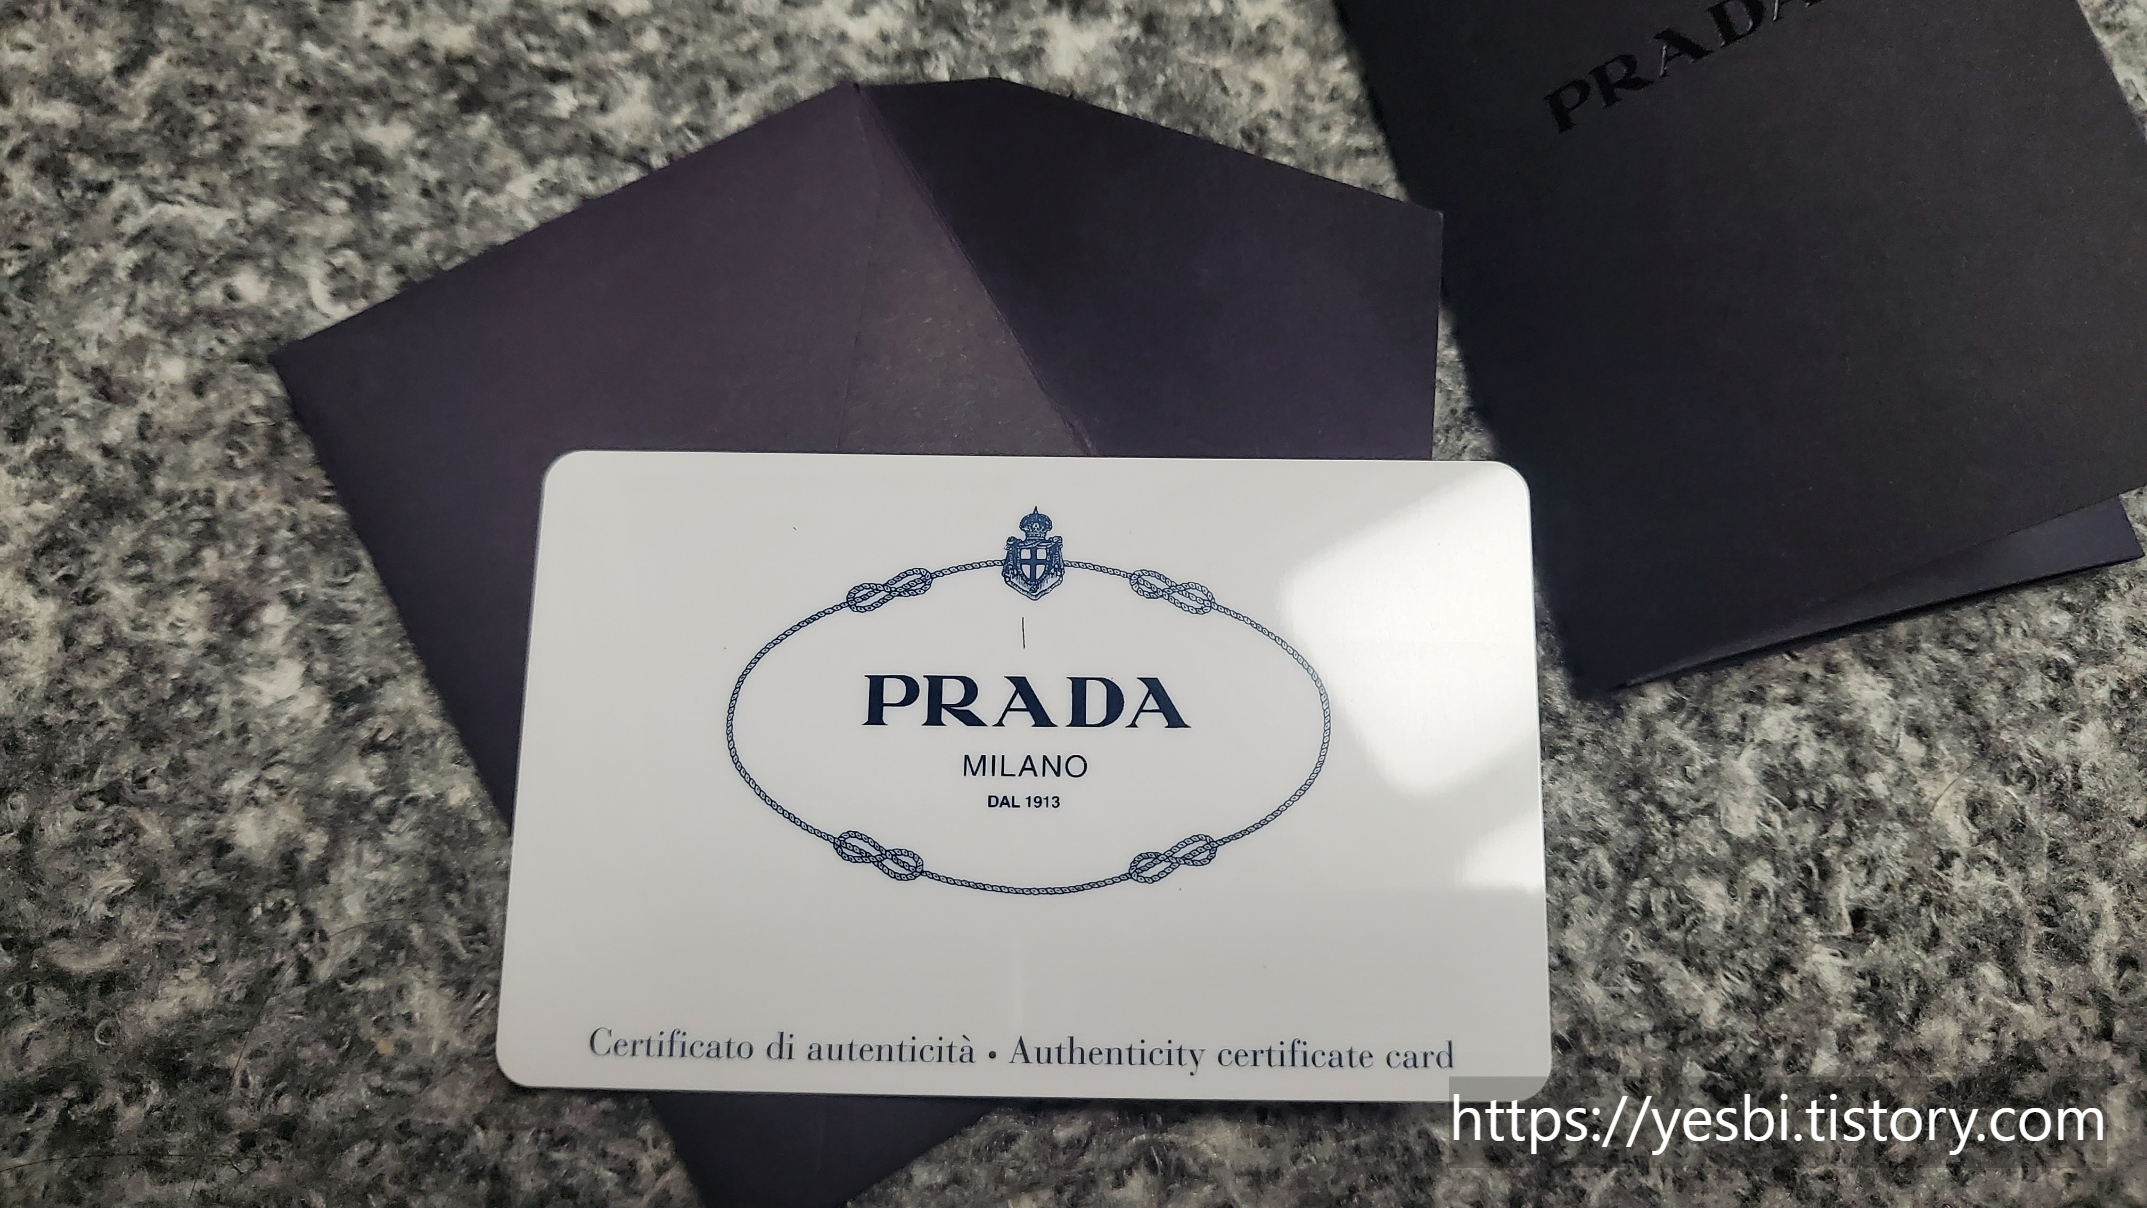 PRADA
PRADA
MILANO
DAL 1913
Certificato di autenticità • Authenticity certificate card
https://yesbi.tistory.com